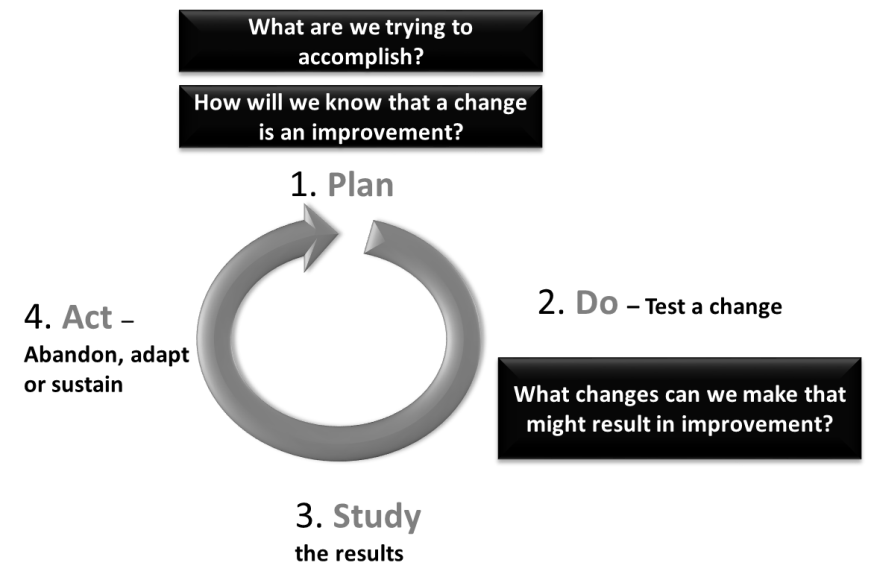 What are we trying to
accomplish?
How will we know that a change
is an improvement?
1. Plan
2. Do – Test a change
What changes can we make that
might result in improvement?
3. Study
the results
4. Act –
Abandon, adapt
or sustain